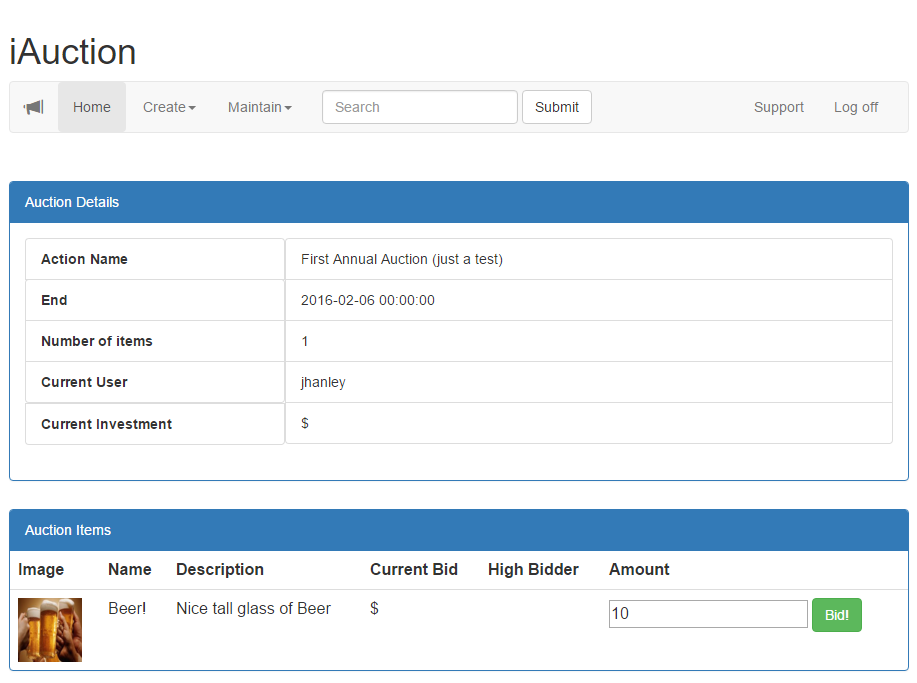 iAuction
Home Create Maintain Search Submit Support Log off
Auction Details
Action Name First Annual Auction (just a test)
End 2016-02-06 00:00:00
Number of items 1
Current User jhanley
Current Investment $
Auction Items
Image Name Description Current Bid High Bidder Amount
Beer! Nice tall glass of Beer $ 10 Bid!